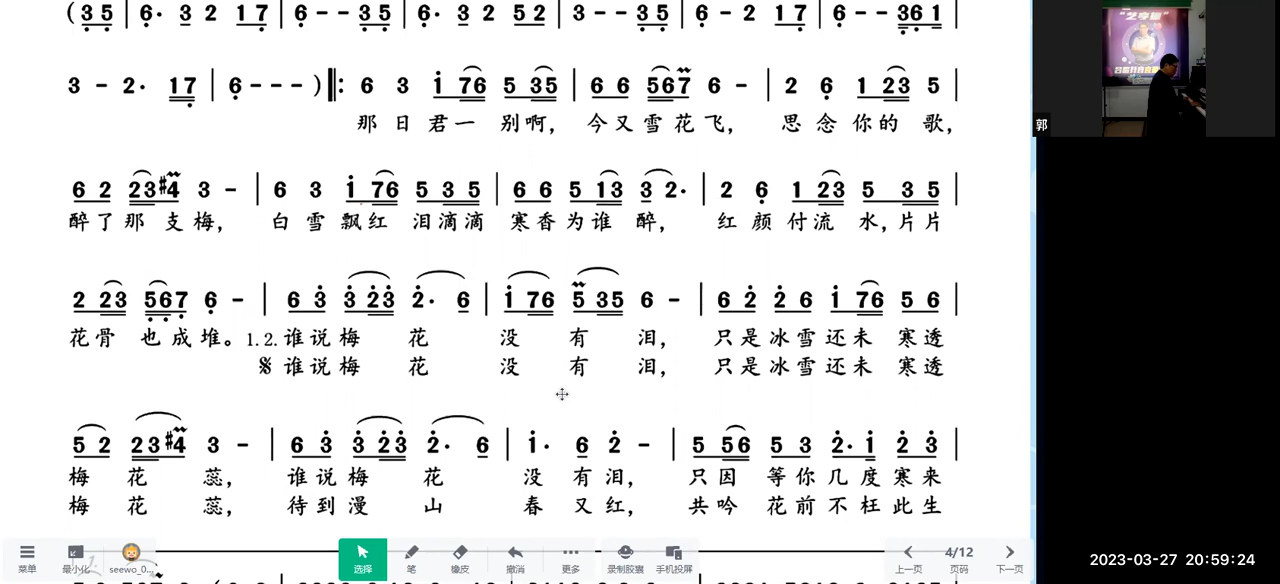 (3 5 | 6· 3 2 1 7 | 6 - - 3 5 | 6· 3 2 5 2 | 3 - - 3 5 | 6 - 2 1 7 | 6 - - 3 6 1
3 - 2· 1 7 | 6 - - - ) ‖: 6 3 i 7 6 5 3 5 | 6 6 5 6 7 6 - | 2 6 1 2 3 5 |
那 日 君 一 别 啊, 今 又 雪 花 飞, 思 念 你 的 歌,
6 2 2 3 #4 3 - | 6 3 i 7 6 5 3 5 | 6 6 5 1 3 3 2· | 2 6 1 2 3 5 3 5 |
醉 了 那 支 梅, 白 雪 飘 红 泪 滴 滴 寒 香 为 谁 醉, 红 颜 付 流 水, 片 片
2 2 3 5 6 7 6 - | 6 3 3 2 3 2· 6 | i 7 6 5 3 5 6 - | 6 2 2 6 i 7 6 5 6 |
花 骨 也 成 堆。 1.2. 谁 说 梅 花 没 有 泪, 只 是 冰 雪 还 未 寒 透
𝄋 谁 说 梅 花 没 有 泪, 只 是 冰 雪 还 未 寒 透
5 2 2 3 #4 3 - | 6 3 3 2 3 2· 6 | i· 6 2 - | 5 5 6 5 3 2· i 2 3 |
梅 花 蕊, 谁 说 梅 花 没 有 泪, 只 因 等 你 几 度 寒 来
梅 花 蕊, 待 到 漫 山 春 又 红, 共 吟 花 前 不 枉 此 生
菜单 最小化 seewo_0... 选择 笔 橡皮 撤消 更多 录制胶囊 手机投屏 上一页 4/12 页码 下一页
郭
2023-03-27 20:59:24